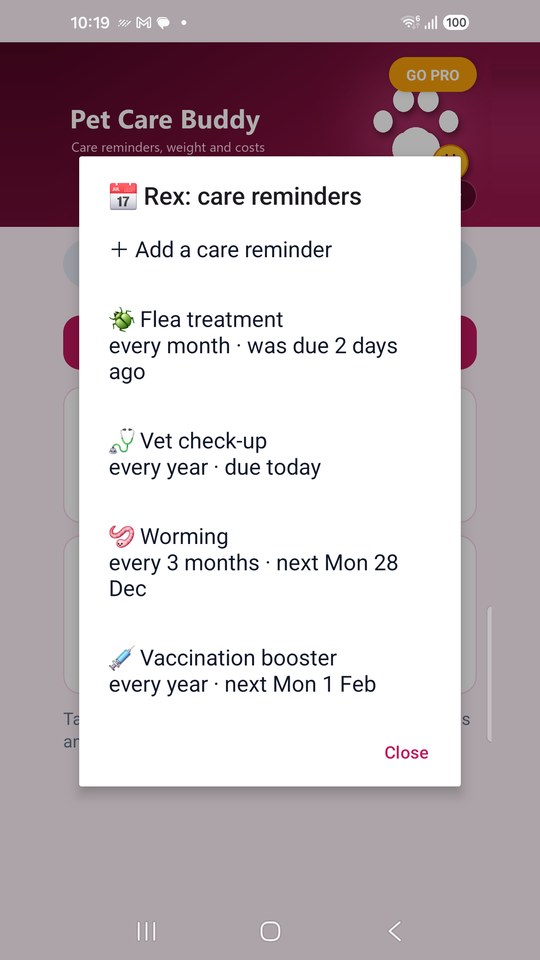 10:19
100
GO PRO
Pet Care Buddy
Care reminders, weight and costs
JUL
17
Rex: care reminders
+ Add a care reminder
Flea treatment
every month · was due 2 days
ago
Vet check-up
every year · due today
Worming
every 3 months · next Mon 28
Dec
Vaccination booster
every year · next Mon 1 Feb
Close